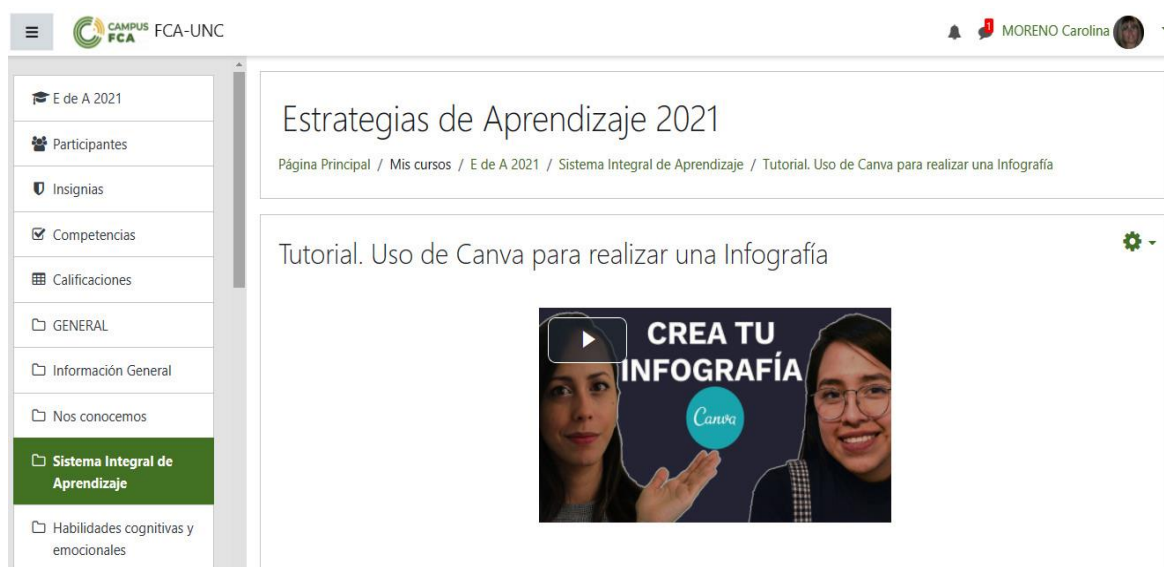 CAMPUS
FCA
FCA-UNC
1
MORENO Carolina
E de A 2021
Participantes
Insignias
Competencias
Calificaciones
GENERAL
Información General
Nos conocemos
Sistema Integral de
Aprendizaje
Habilidades cognitivas y
emocionales
Estrategias de Aprendizaje 2021
Página Principal / Mis cursos / E de A 2021 / Sistema Integral de Aprendizaje / Tutorial. Uso de Canva para realizar una Infografía
Tutorial. Uso de Canva para realizar una Infografía
CREA TU
INFOGRAFÍA
Canva